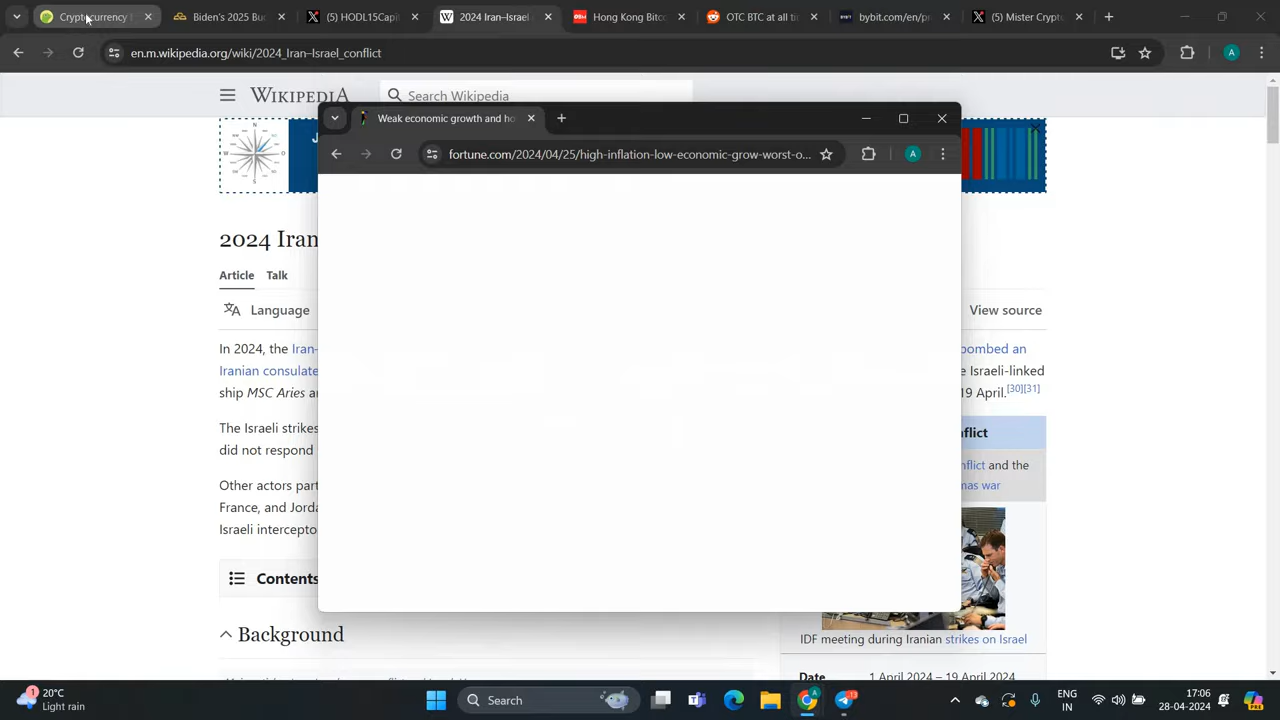 Cryptocurrency
Biden's 2025 Bu
(5) HODL15Capi
2024 Iran–Israel
Hong Kong Bitc
OTC BTC at all ti
bybit.com/en/pr
(5) Mister Crypt
en.m.wikipedia.org/wiki/2024_Iran–Israel_conflict
A
WIKIPEDIA
Search Wikipedia
Weak economic growth and ho
fortune.com/2024/04/25/high-inflation-low-economic-grow-worst-o...
A
N
J
2024 Iran
Article Talk
Language
View source
In 2024, the Iran-
bombed an
Iranian consulate
e Israeli-linked
ship MSC Aries a
19 April.[30][31]
The Israeli strikes
nflict
did not respond
nflict and the
mas war
Other actors part
France, and Jorda
Israeli intercepto
Contents
Background
IDF meeting during Iranian strikes on Israel
Date 1 April 2024 – 19 April 2024
1
20°C
Light rain
Search
13
ENG
IN
17:06
28-04-2024